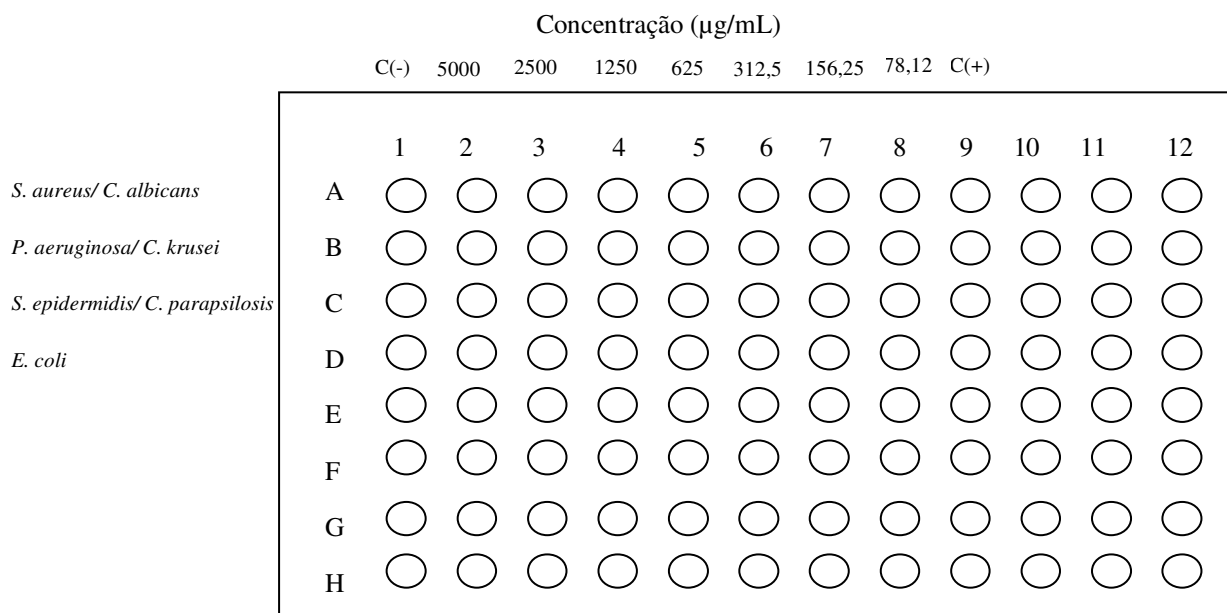 Concentração (µg/mL)
C(-) 5000 2500 1250 625 312,5 156,25 78,12 C(+)
1 2 3 4 5 6 7 8 9 10 11 12
S. aureus/ C. albicans A
P. aeruginosa/ C. krusei B
S. epidermidis/ C. parapsilosis C
E. coli D
E
F
G
H